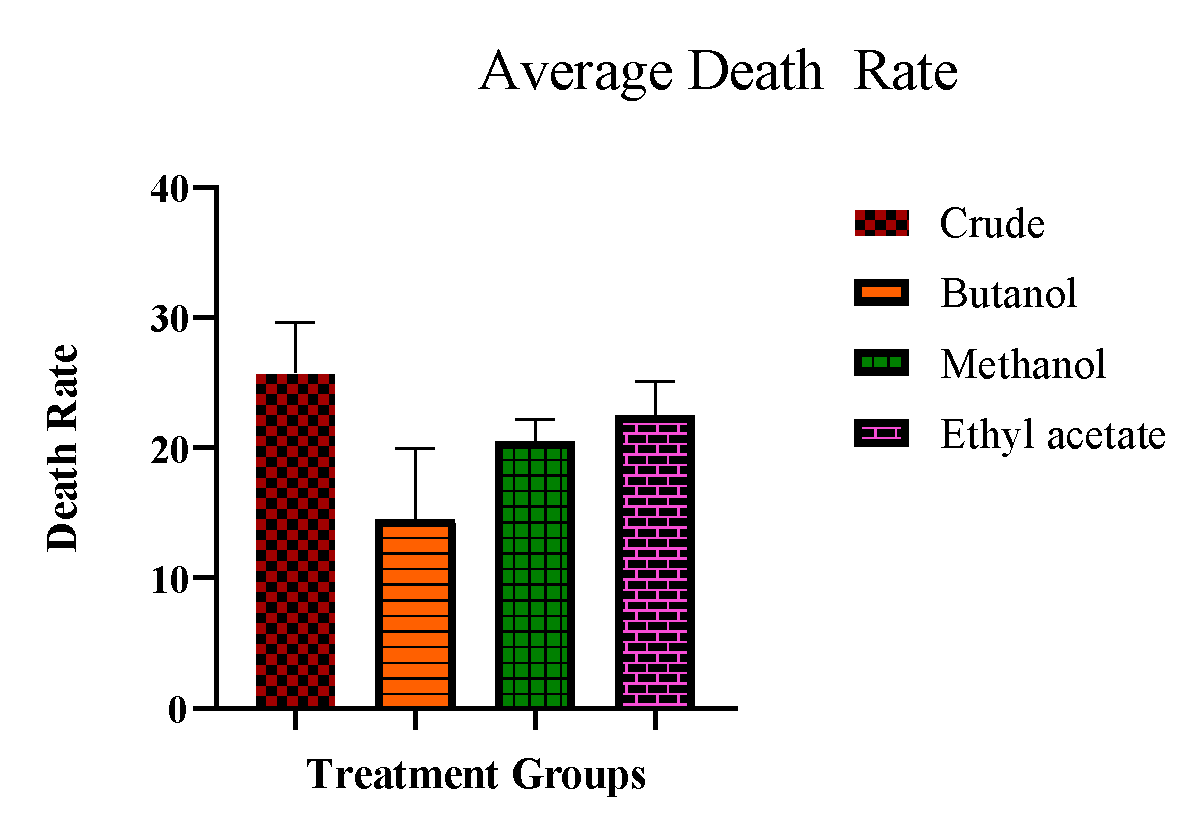 Average Death  Rate
40
30
20
10
0
Death Rate
Treatment Groups
Crude
Butanol
Methanol
Ethyl acetate